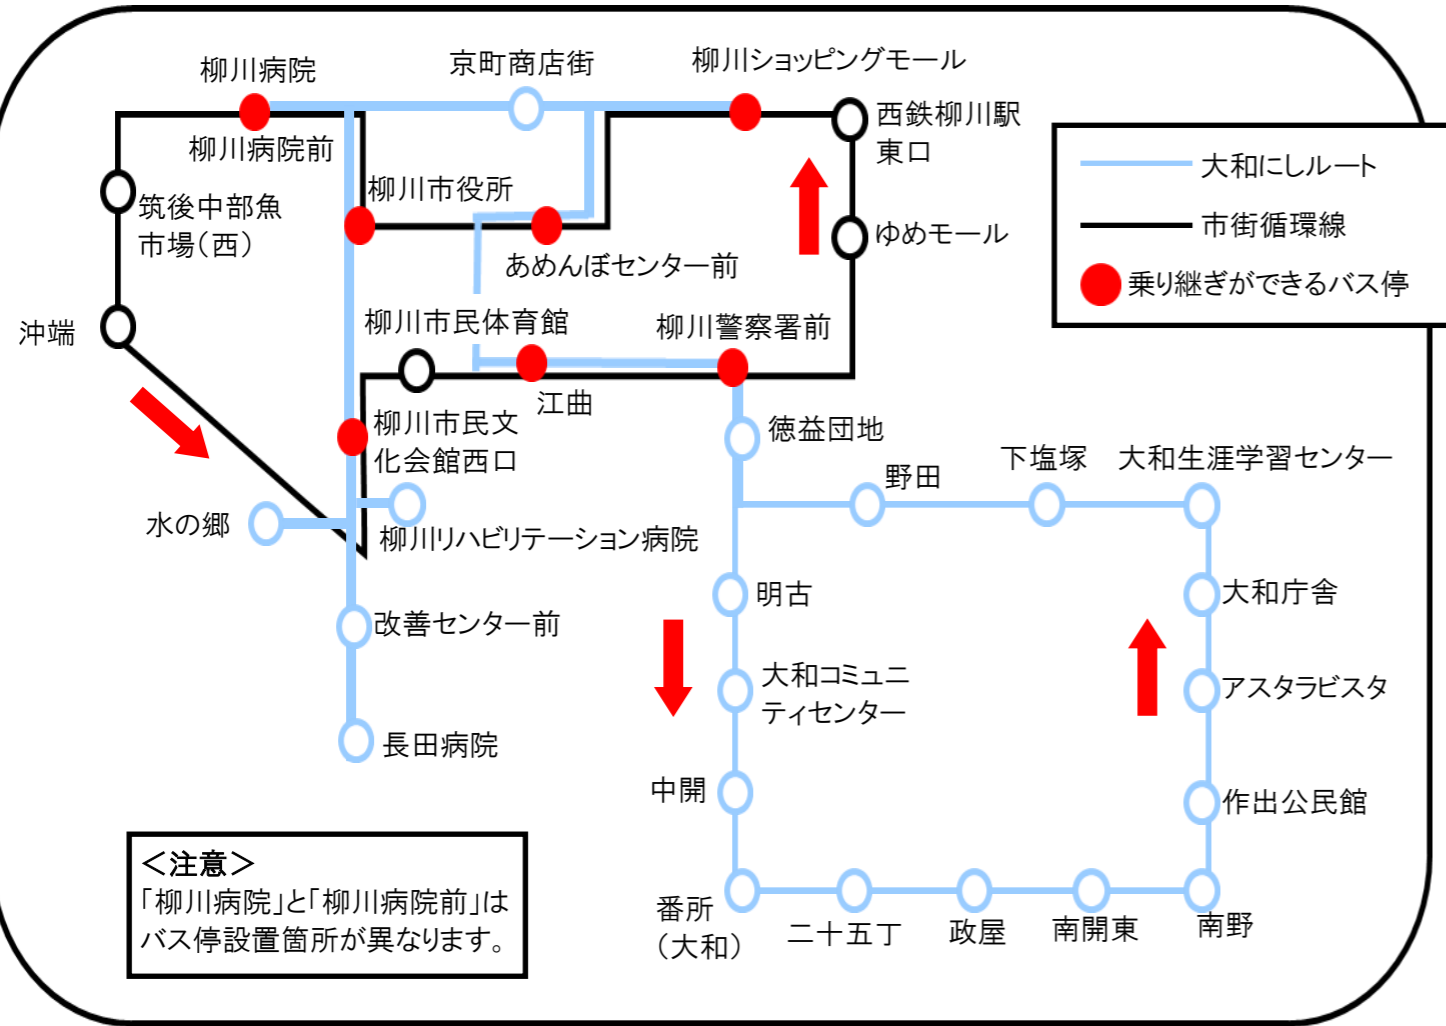 柳川病院
京町商店街
柳川ショッピングモール
西鉄柳川駅
東口
柳川病院前
柳川市役所
筑後中部魚
市場（西）
あめんぼセンター前
ゆめモール
大和にしルート
市街循環線
乗り継ぎができるバス停
沖端
柳川市民体育館
柳川警察署前
江曲
柳川市民文
化会館西口
徳益団地
野田
下塩塚
大和生涯学習センター
水の郷
柳川リハビリテーション病院
明古
大和庁舎
改善センター前
大和コミュニ
ティセンター
アスタラビスタ
長田病院
中開
作出公民館
番所
（大和）
二十五丁
政屋
南開東
南野
＜注意＞
「柳川病院」と「柳川病院前」は
バス停設置箇所が異なります。